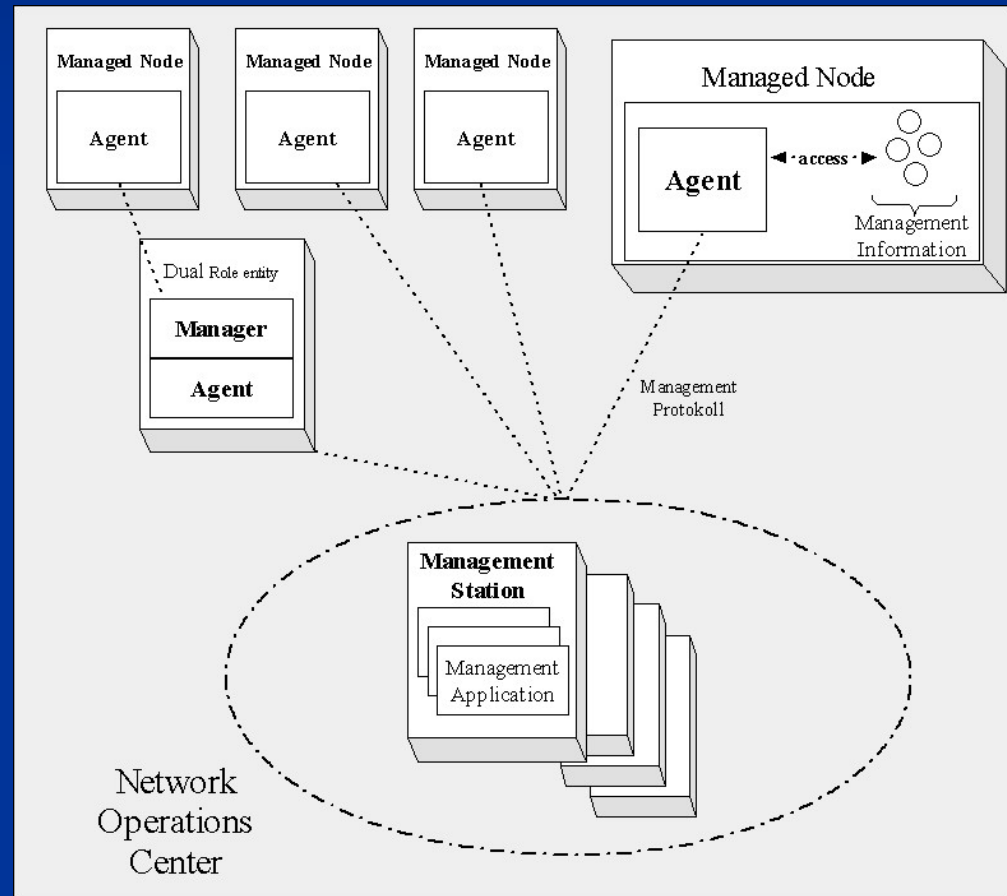 Managed Node
Agent
Managed Node
Agent
Managed Node
Agent
Managed Node
Agent
access
Management
Information
Dual Role entity
Manager
Agent
Management
Protokoll
Management
Station
Management
Application
Network
Operations
Center